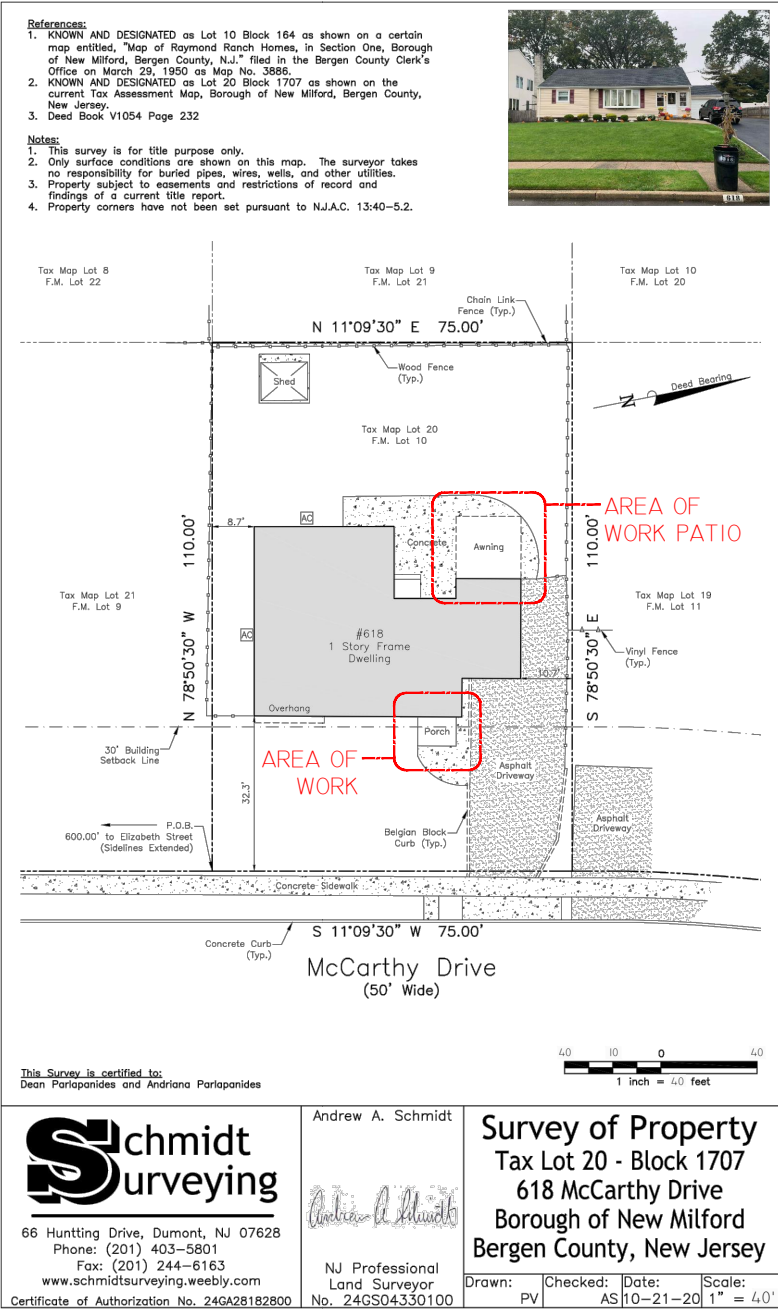 References:
1. KNOWN AND DESIGNATED as Lot 10 Block 164 as shown on a certain
map entitled, "Map of Raymond Ranch Homes, in Section One, Borough
of New Milford, Bergen County, N.J." filed in the Bergen County Clerk's
Office on March 29, 1950 as Map No. 3886.
2. KNOWN AND DESIGNATED as Lot 20 Block 1707 as shown on the
current Tax Assessment Map, Borough of New Milford, Bergen County,
New Jersey.
3. Deed Book V1054 Page 232
Notes:
1. This survey is for title purpose only.
2. Only surface conditions are shown on this map. The surveyor takes
no responsibility for buried pipes, wires, wells, and other utilities.
3. Property subject to easements and restrictions of record and
findings of a current title report.
4. Property corners have not been set pursuant to N.J.A.C. 13:40-5.2.
618
Tax Map Lot 8
F.M. Lot 22
Tax Map Lot 9
F.M. Lot 21
Tax Map Lot 10
F.M. Lot 20
Chain Link
Fence (Typ.)
N 11°09'30" E 75.00'
Wood Fence
(Typ.)
Shed
Deed Bearing
N
Tax Map Lot 20
F.M. Lot 10
AREA OF
WORK PATIO
8.7'
AC
Concrete
Awning
N 78°50'30" W 110.00'
S 78°50'30" E 110.00'
Tax Map Lot 21
F.M. Lot 9
Tax Map Lot 19
F.M. Lot 11
AC
#618
1 Story Frame
Dwelling
Vinyl Fence
(Typ.)
10.7'
Overhang
Porch
30' Building
Setback Line
AREA OF
WORK
Asphalt
Driveway
32.3'
P.O.B.
600.00' to Elizabeth Street
(Sidelines Extended)
Belgian Block
Curb (Typ.)
Asphalt
Driveway
Concrete Sidewalk
Concrete Curb
(Typ.)
S 11°09'30" W 75.00'
McCarthy Drive
(50' Wide)
This Survey is certified to:
Dean Parlapanides and Andriana Parlapanides
40 10 0 40
1 inch = 40 feet
Schmidt
Surveying
66 Huntting Drive, Dumont, NJ 07628
Phone: (201) 403-5801
Fax: (201) 244-6163
www.schmidtsurveying.weebly.com
Certificate of Authorization No. 24GA28182800
Andrew A. Schmidt
Andrew A Schmidt
NJ Professional
Land Surveyor
No. 24GS04330100
Survey of Property
Tax Lot 20 - Block 1707
618 McCarthy Drive
Borough of New Milford
Bergen County, New Jersey
Drawn: PV
Checked: AS
Date: 10-21-20
Scale: 1" = 40'